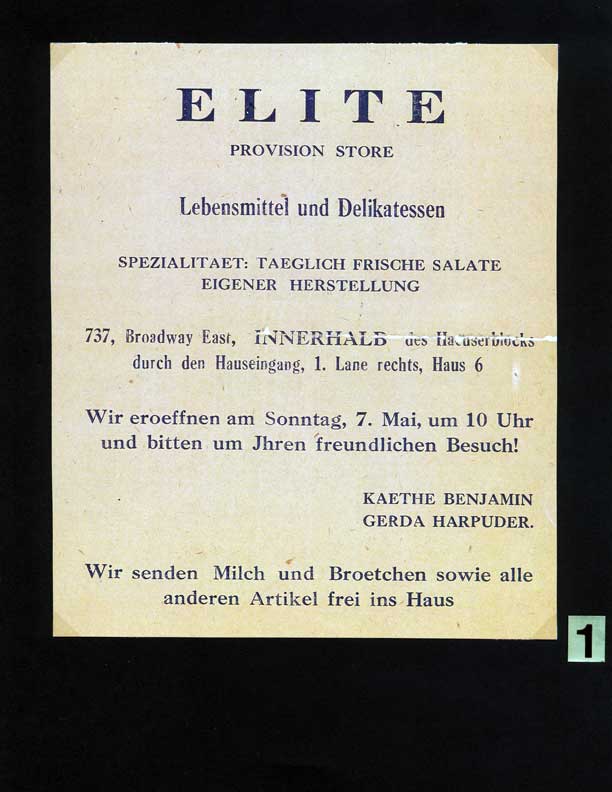 ELITE
PROVISION STORE
Lebensmittel und Delikatessen
SPEZIALITAET: TAEGLICH FRISCHE SALATE
EIGENER HERSTELLUNG
737, Broadway East, INNERHALB des Haeuserblocks
durch den Hauseingang, 1. Lane rechts, Haus 6
Wir eroeffnen am Sonntag, 7. Mai, um 10 Uhr
und bitten um Jhren freundlichen Besuch!
KAETHE BENJAMIN
GERDA HARPUDER.
Wir senden Milch und Broetchen sowie alle
anderen Artikel frei ins Haus
1